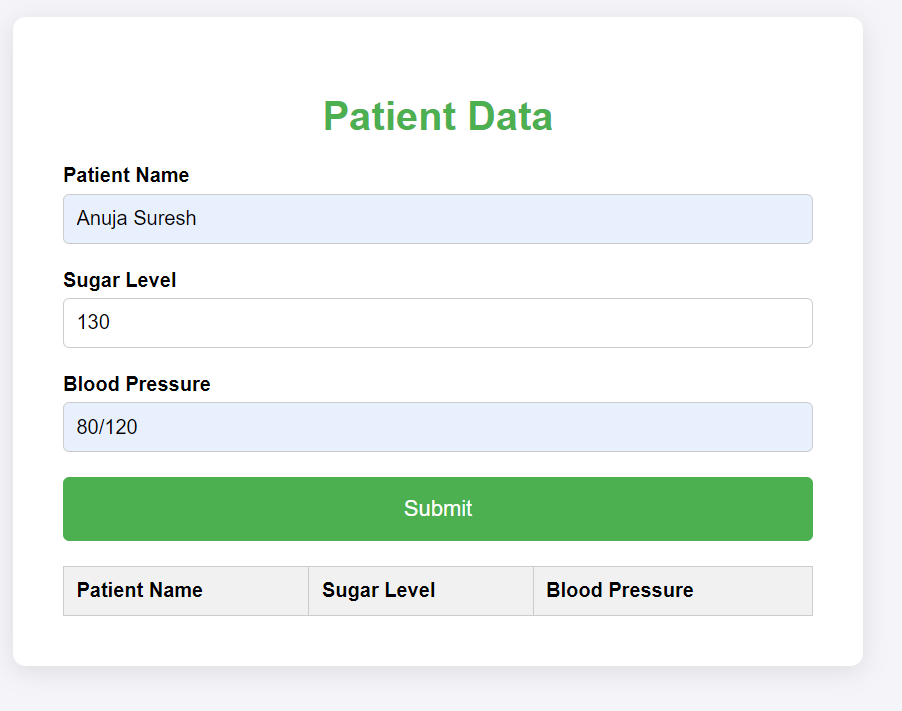 Patient Data
Patient Name
Anuja Suresh
Sugar Level
130
Blood Pressure
80/120
Submit
Patient Name Sugar Level Blood Pressure